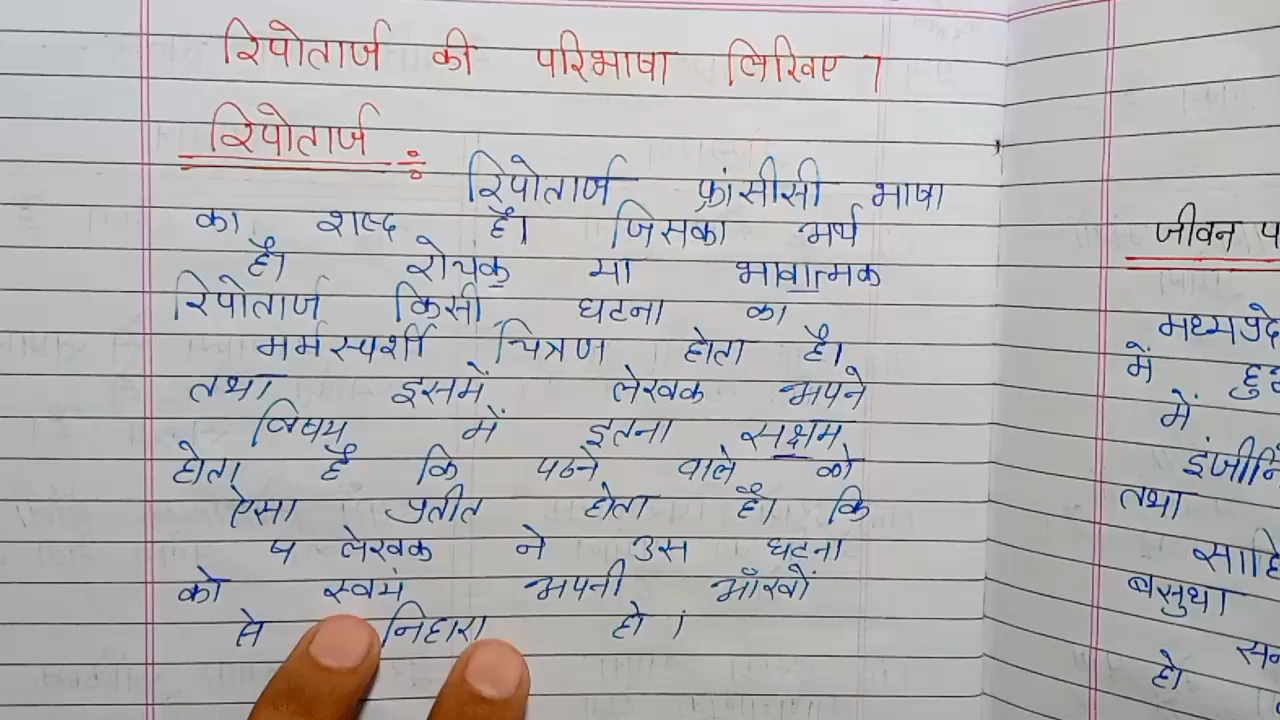 रिपोतार्ज की परिभाषा लिखिए ।
रिपोतार्ज :
रिपोतार्ज फ्रांसीसी भाषा
का शब्द है। जिसका अर्थ
है। रोचक या भावात्मक
रिपोतार्ज किसी घटना का
मर्मस्पर्शी चित्रण होता है।
तथा इसमें लेखक अपने
विषय में इतना सक्षम
होता है कि पढने वाले को
ऐसा प्रतीत होता है। कि
लेखक ने उस घटना
को स्वयं अपनी आँखों
से निहारा हो ।
जीवन
मध्यप्रदे
में
में
तथा
बसुधा
हो